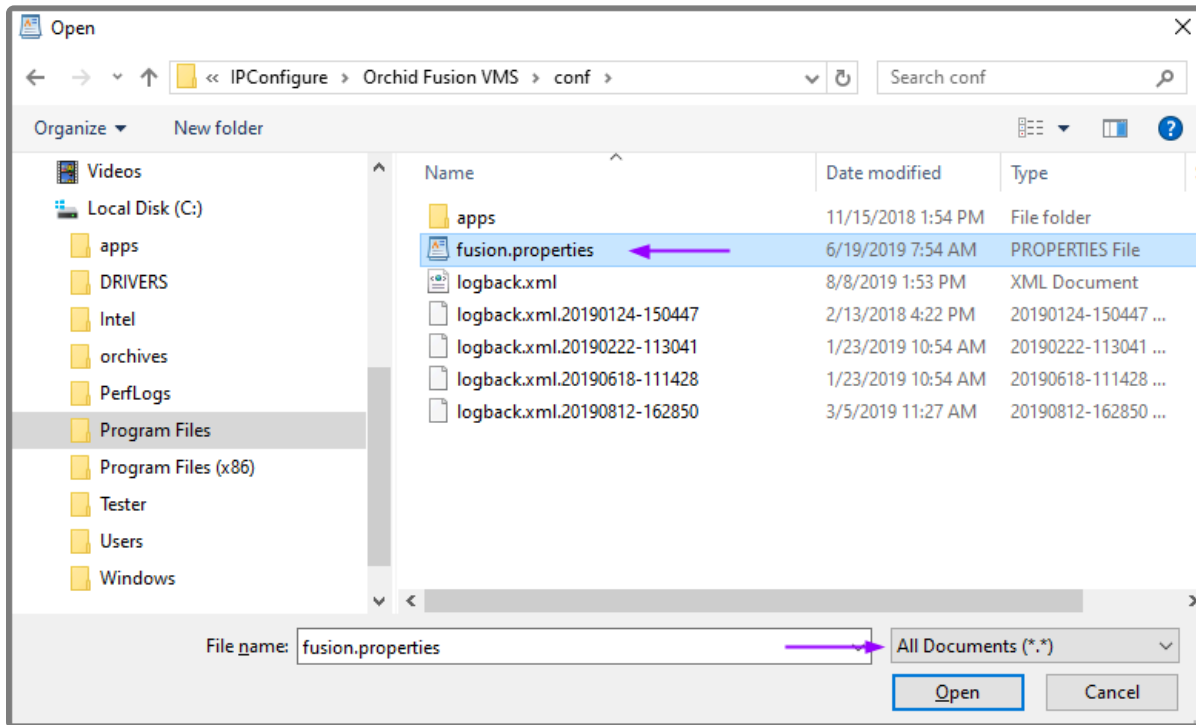 Open
« IPConfigure > Orchid Fusion VMS > conf >
Search conf
Organize
New folder
Videos
Local Disk (C:)
apps
DRIVERS
Intel
orchives
PerfLogs
Program Files
Program Files (x86)
Tester
Users
Windows
Name Date modified Type
apps 11/15/2018 1:54 PM File folder
fusion.properties 6/19/2019 7:54 AM PROPERTIES File
logback.xml 8/8/2019 1:53 PM XML Document
logback.xml.20190124-150447 2/13/2018 4:22 PM 20190124-150447 ...
logback.xml.20190222-113041 1/23/2019 10:54 AM 20190222-113041 ...
logback.xml.20190618-111428 1/23/2019 10:54 AM 20190618-111428 ...
logback.xml.20190812-162850 3/5/2019 11:27 AM 20190812-162850 ...
File name: fusion.properties
All Documents (*.*)
Open
Cancel